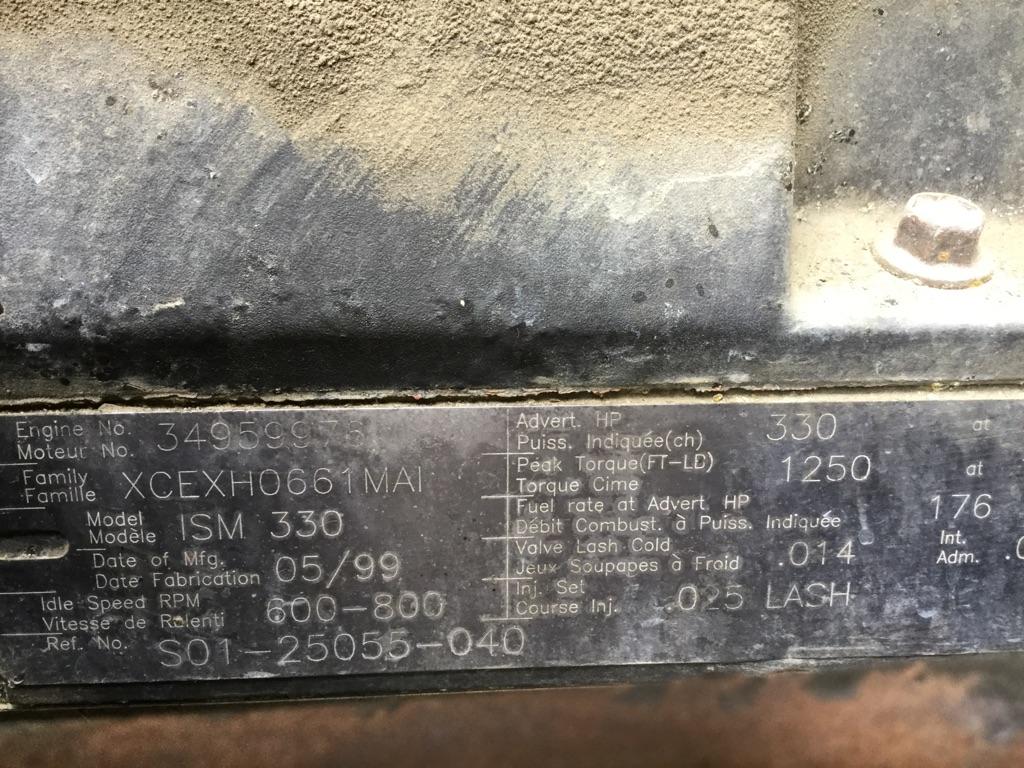 Engine No.
Moteur No. 34959975
Family
Famille XCEXH0661MAI
Model
Modèle ISM 330
Date of Mfg.
Date Fabrication 05/99
Idle Speed RPM
Vitesse de Ralenti 600-800
Ref. No. S01-25055-040
Advert. HP
Puiss. Indiquée(ch) 330 at
Peak Torque(FT-LB)
Torque Cime 1250 at
Fuel rate at Advert HP
Débit Combust. à Puiss. Indiquée 176
Valve Lash Cold
Jeux Soupapes à Froid .014 Int.
Adm.
Inj. Set
Course Inj. .025 LASH